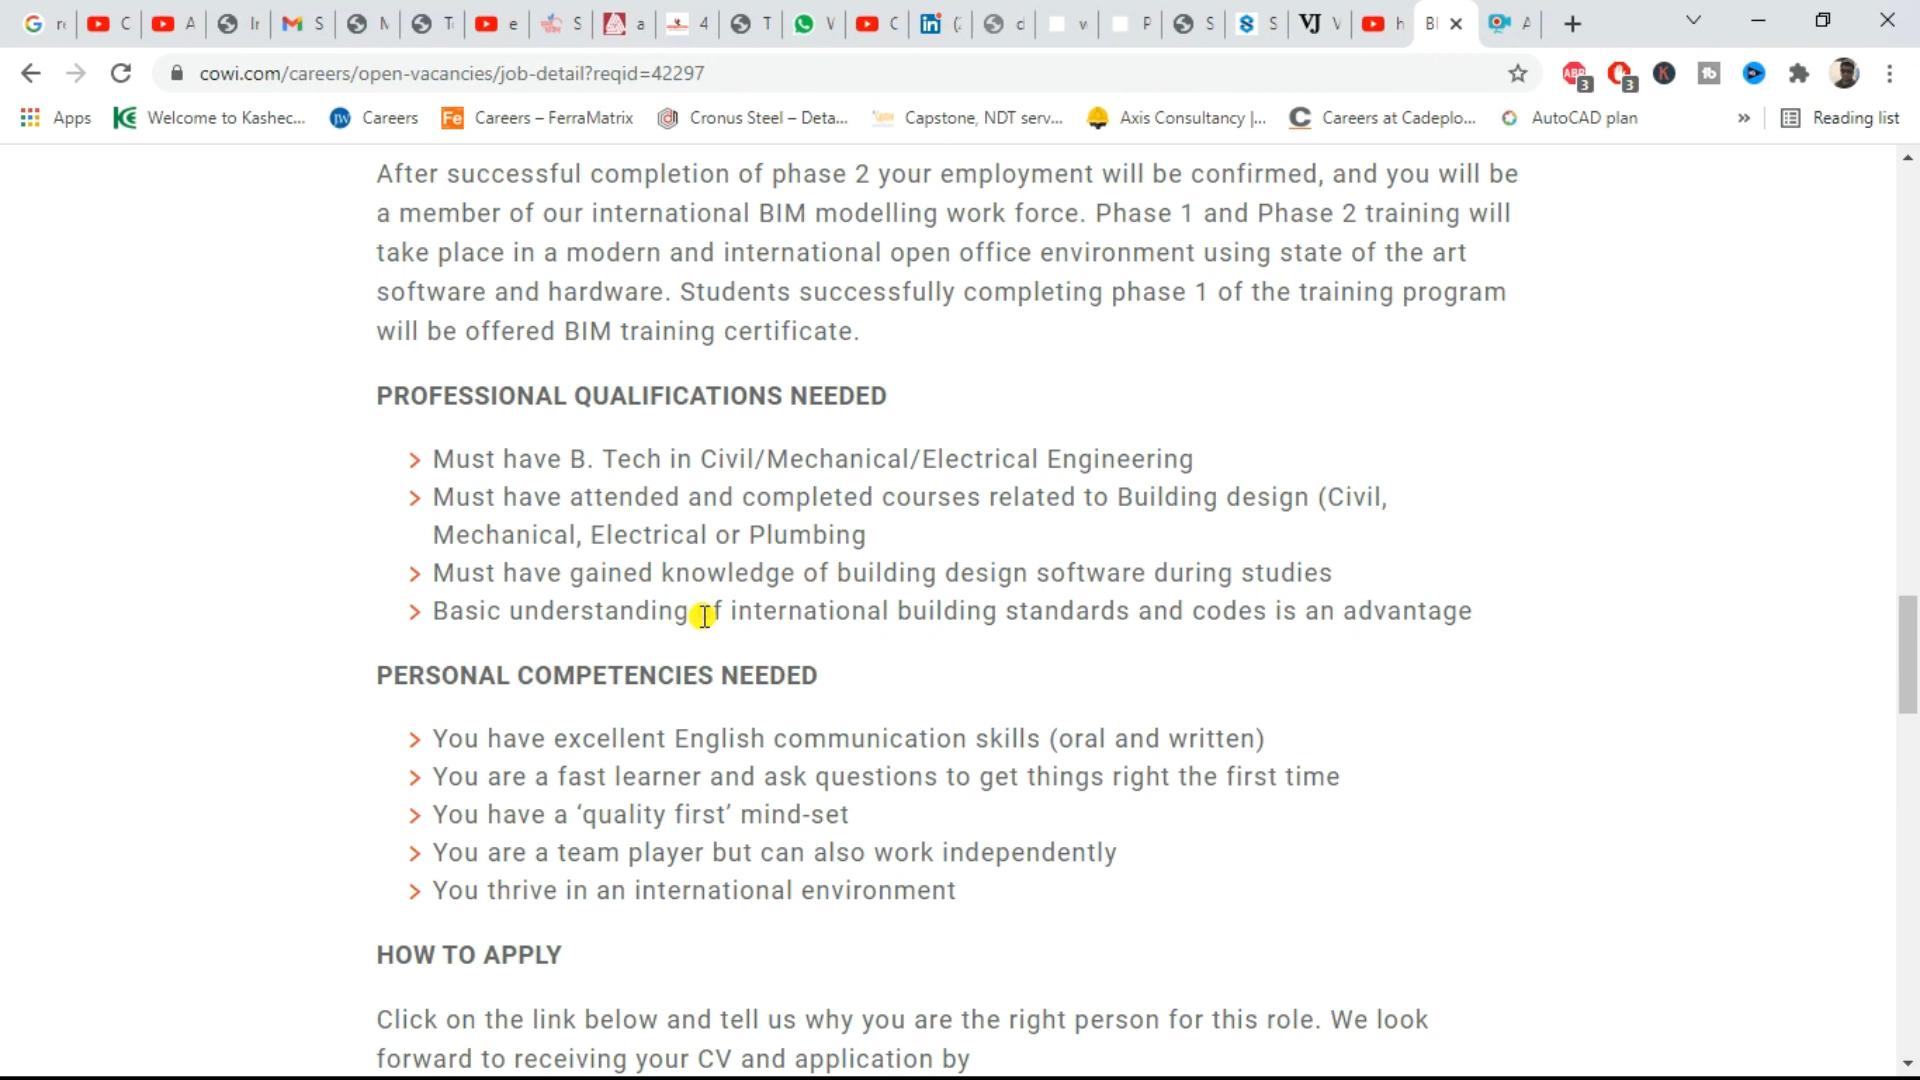 cowi.com/careers/open-vacancies/job-detail?reqid=42297
Apps Welcome to Kashec... Careers Careers – FerraMatrix Cronus Steel – Deta... Capstone, NDT serv... Axis Consultancy |... Careers at Cadeplo... AutoCAD plan » Reading list
After successful completion of phase 2 your employment will be confirmed, and you will be
a member of our international BIM modelling work force. Phase 1 and Phase 2 training will
take place in a modern and international open office environment using state of the art
software and hardware. Students successfully completing phase 1 of the training program
will be offered BIM training certificate.
PROFESSIONAL QUALIFICATIONS NEEDED
Must have B. Tech in Civil/Mechanical/Electrical Engineering
Must have attended and completed courses related to Building design (Civil,
Mechanical, Electrical or Plumbing
Must have gained knowledge of building design software during studies
Basic understanding of international building standards and codes is an advantage
PERSONAL COMPETENCIES NEEDED
You have excellent English communication skills (oral and written)
You are a fast learner and ask questions to get things right the first time
You have a ‘quality first’ mind-set
You are a team player but can also work independently
You thrive in an international environment
HOW TO APPLY
Click on the link below and tell us why you are the right person for this role. We look
forward to receiving your CV and application by